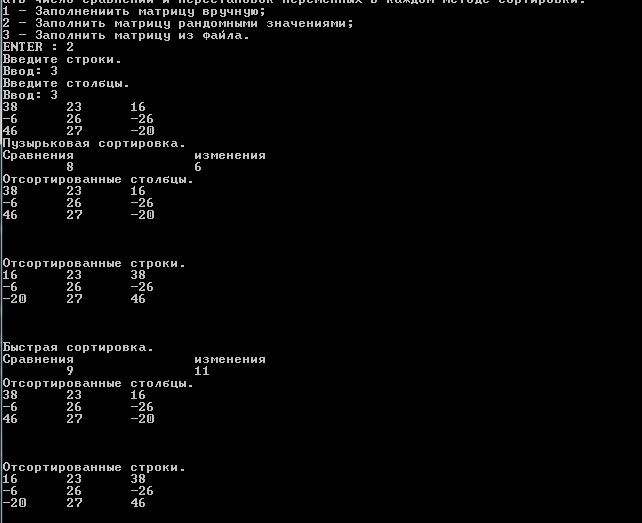 ать число сравнений и перестановок переменных в каждом методе сортировки.
1 - Заполнениить матрицу вручную;
2 - Заполнить матрицу рандомными значениями;
3 - Заполнить матрицу из файла.
ENTER : 2
Введите строки.
Ввод: 3
Введите столбцы.
Ввод: 3
38 23 16
-6 26 -26
46 27 -20
Пузырьковая сортировка.
Сравнения изменения
8 6
Отсортированные столбцы.
38 23 16
-6 26 -26
46 27 -20
Отсортированные строки.
16 23 38
-6 26 -26
-20 27 46
Быстрая сортировка.
Сравнения изменения
9 11
Отсортированные столбцы.
38 23 16
-6 26 -26
46 27 -20
Отсортированные строки.
16 23 38
-6 26 -26
-20 27 46